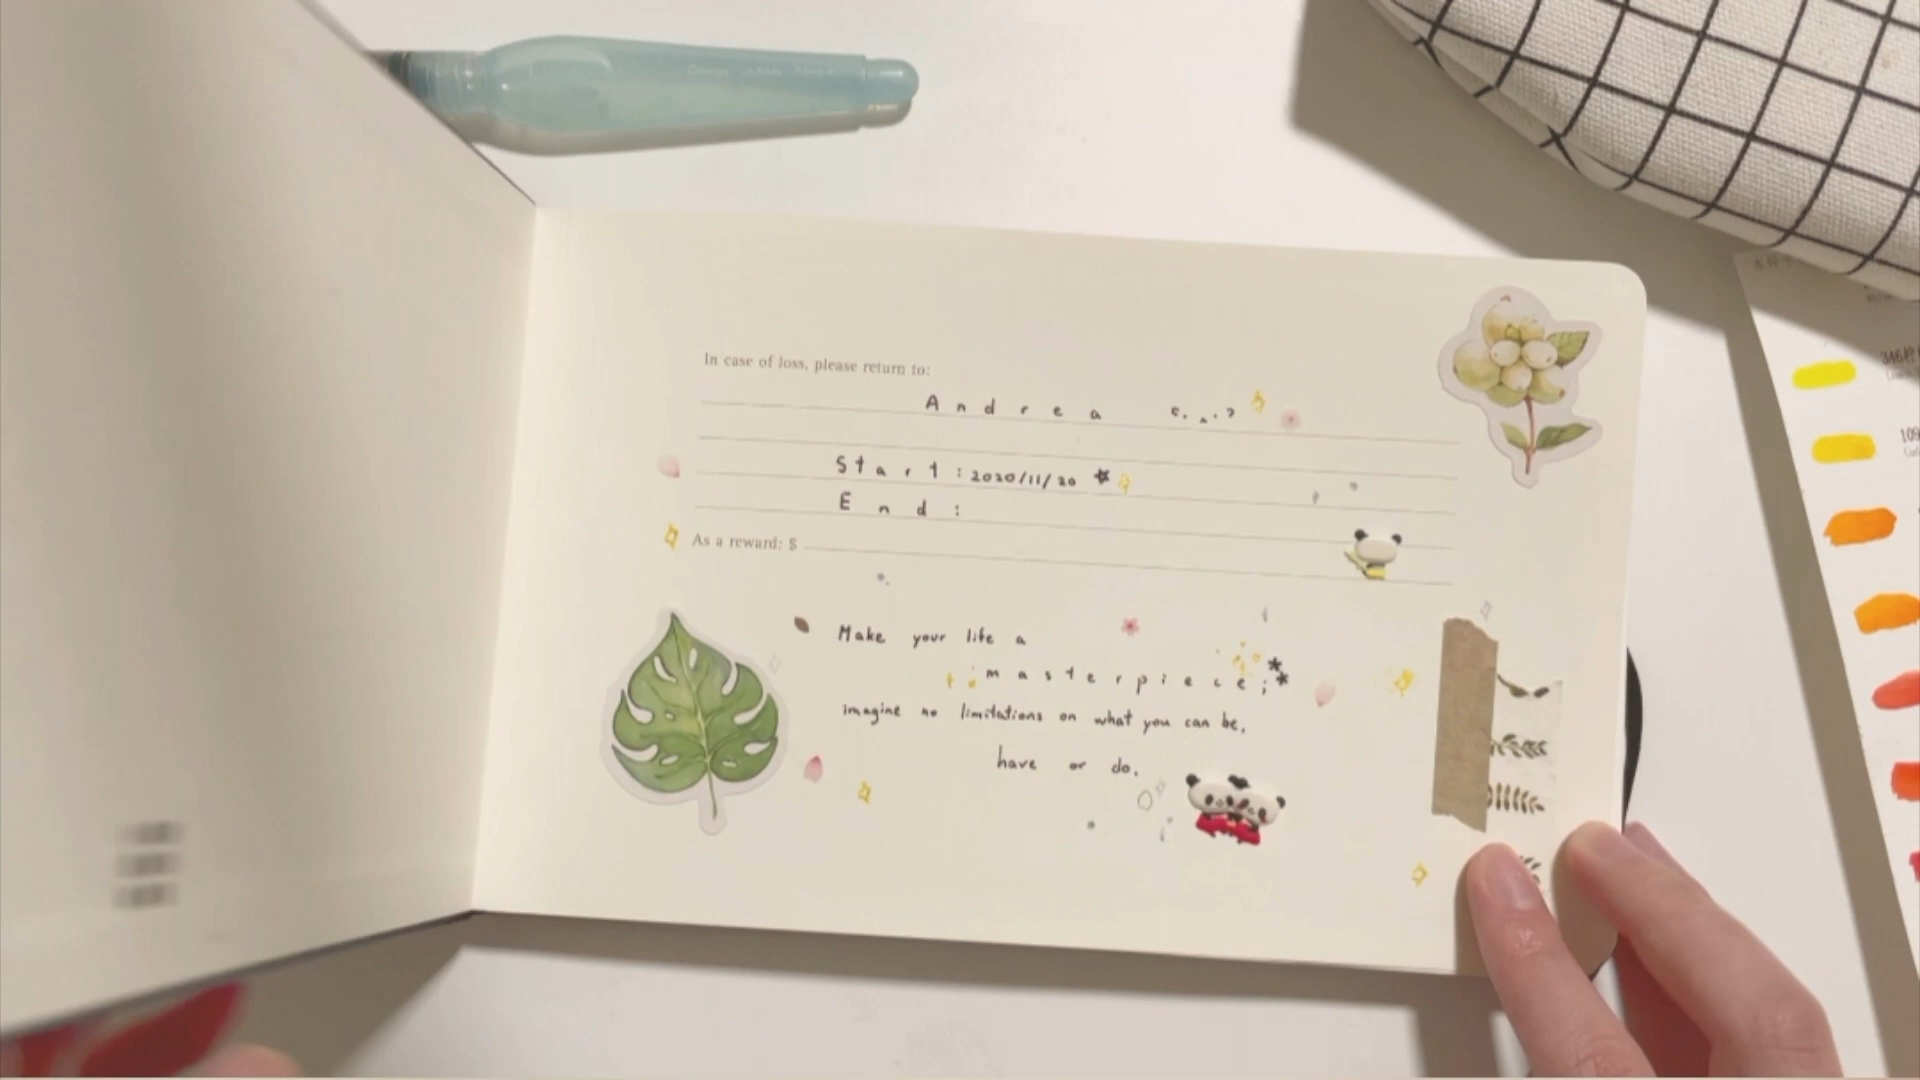 In case of loss, please return to:
Andrea
Start:2020/11/20 *
End:
As a reward: $
Make your life a
masterpiece;
imagine no limitations on what you can be,
have or do.